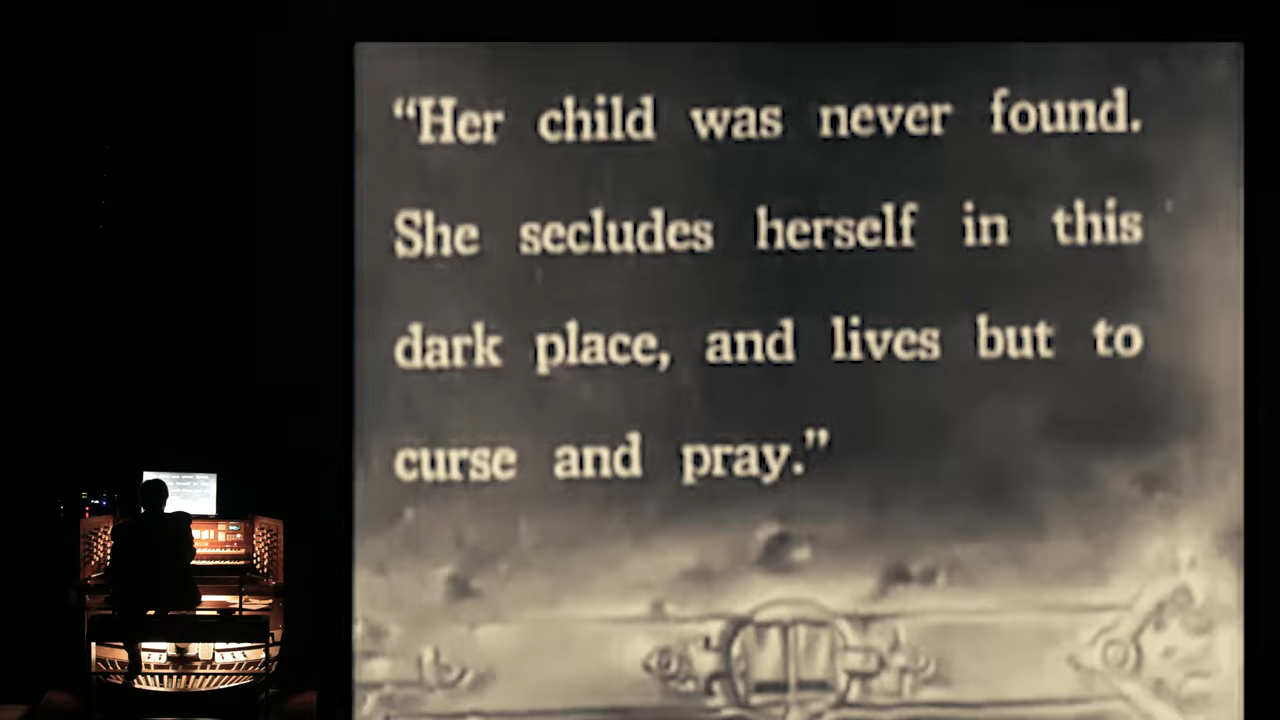 “Her child was never found.
She secludes herself in this
dark place, and lives but to
curse and pray.”